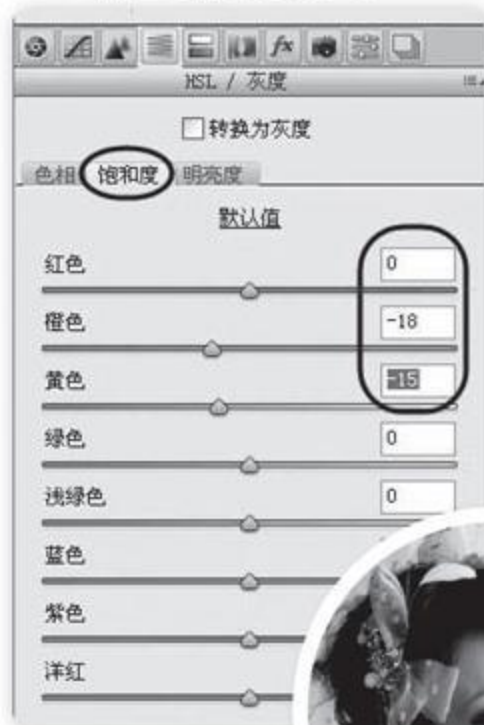 fx
HSL / 灰度
转换为灰度
色相 饱和度 明亮度
默认值
红色 0
橙色 -18
黄色 -15
绿色 0
浅绿色 0
蓝色
紫色
洋红